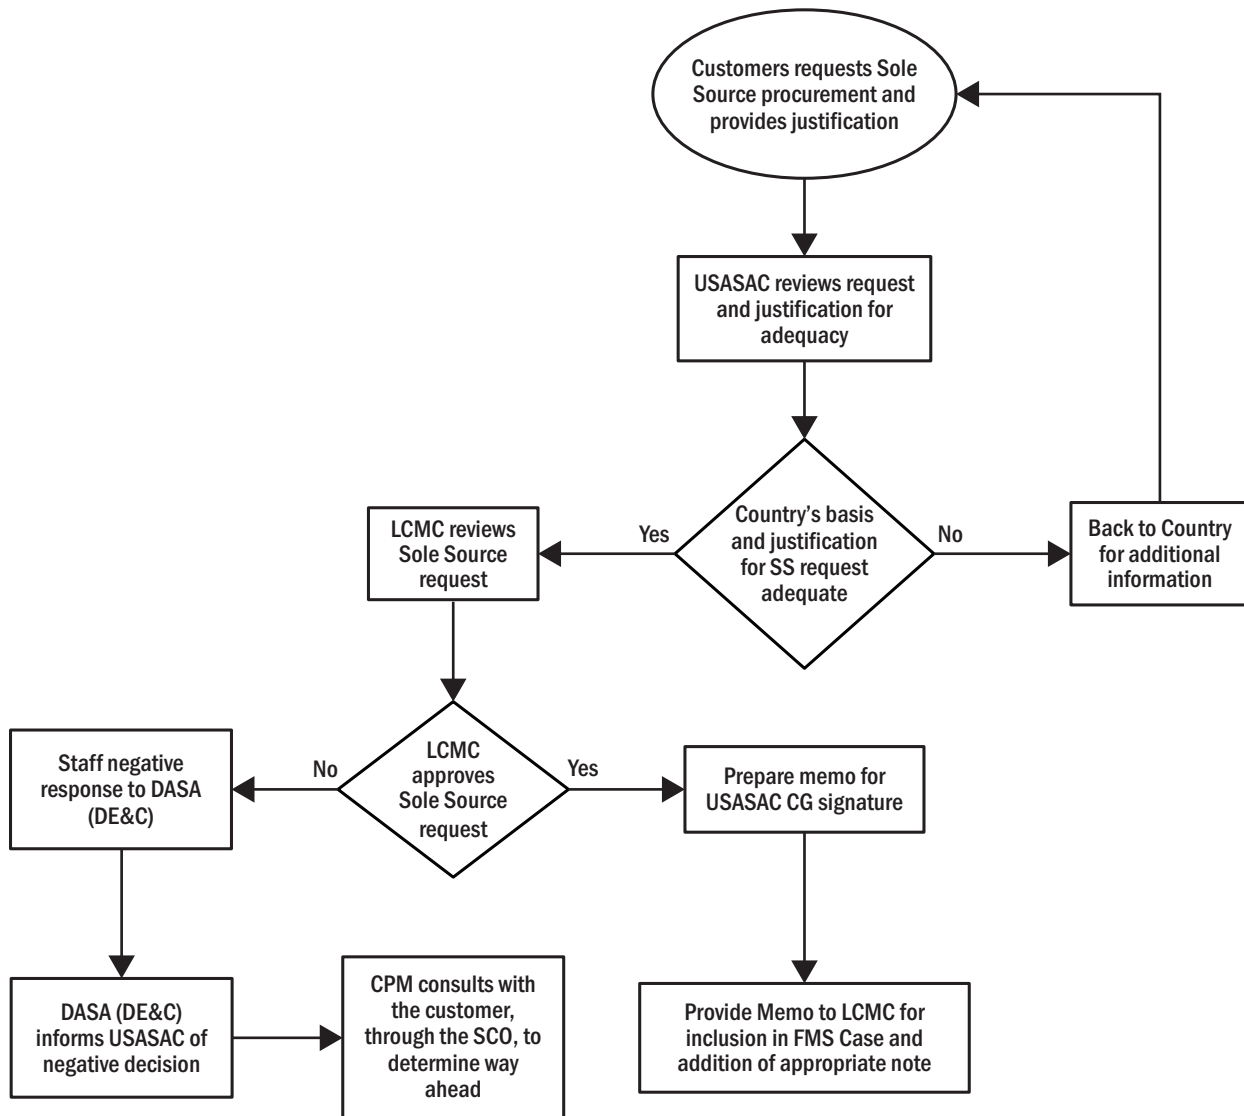 Customers requests Sole
Source procurement and
provides justification
USASAC reviews request
and justification for
adequacy
Country’s basis
and justification
for SS request
adequate
Yes
No
LCMC reviews
Sole Source
request
Back to Country
for additional
information
LCMC
approves
Sole Source
request
No
Yes
Staff negative
response to DASA
(DE&C)
Prepare memo for
USASAC CG signature
DASA (DE&C)
informs USASAC of
negative decision
CPM consults with
the customer,
through the SCO, to
determine way
ahead
Provide Memo to LCMC for
inclusion in FMS Case and
addition of appropriate note